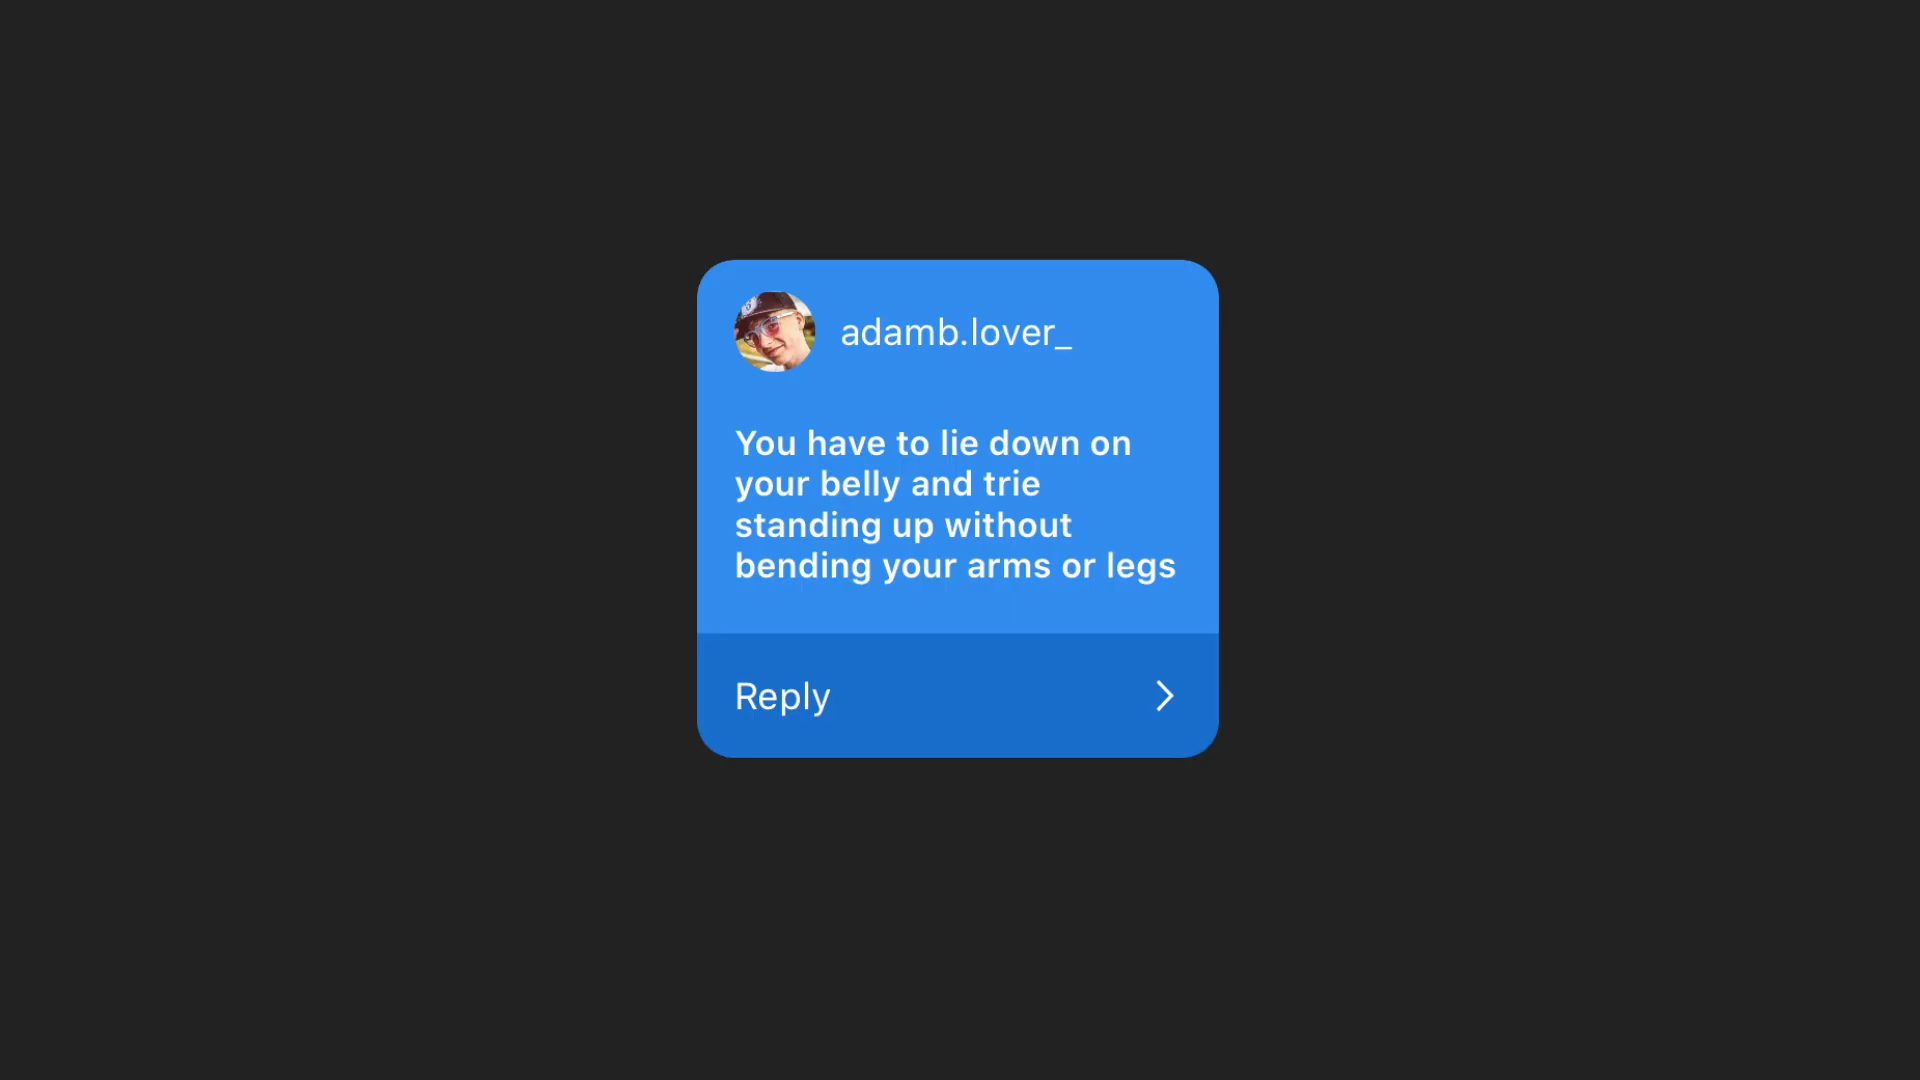 adamb.lover_
You have to lie down on
your belly and trie
standing up without
bending your arms or legs
Reply